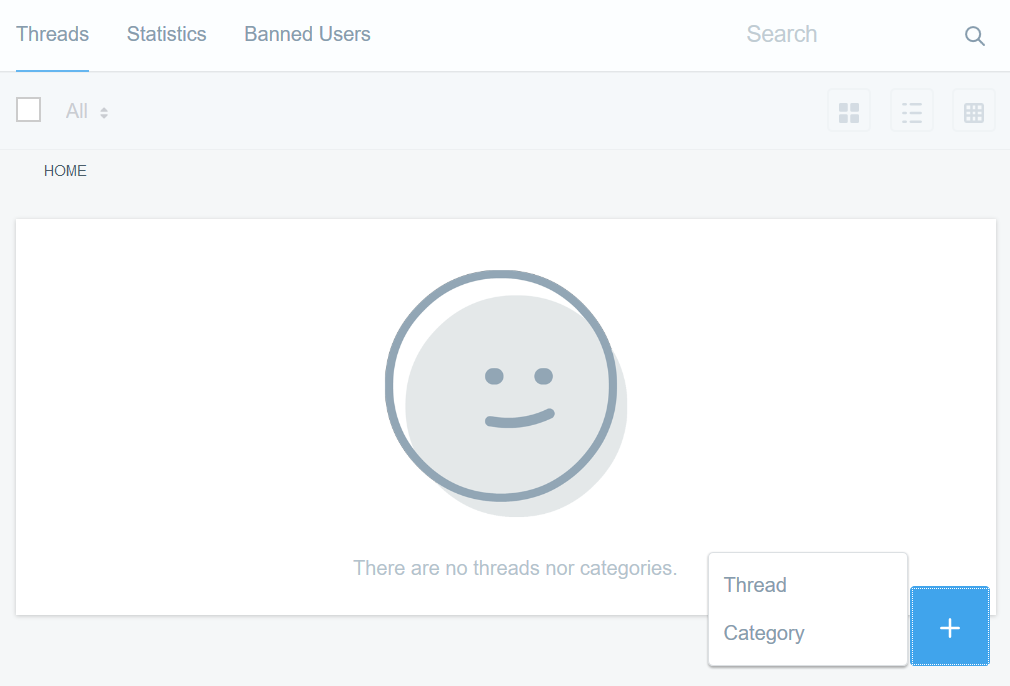 Threads Statistics Banned Users Search
All
HOME
There are no threads nor categories.
Thread
Category